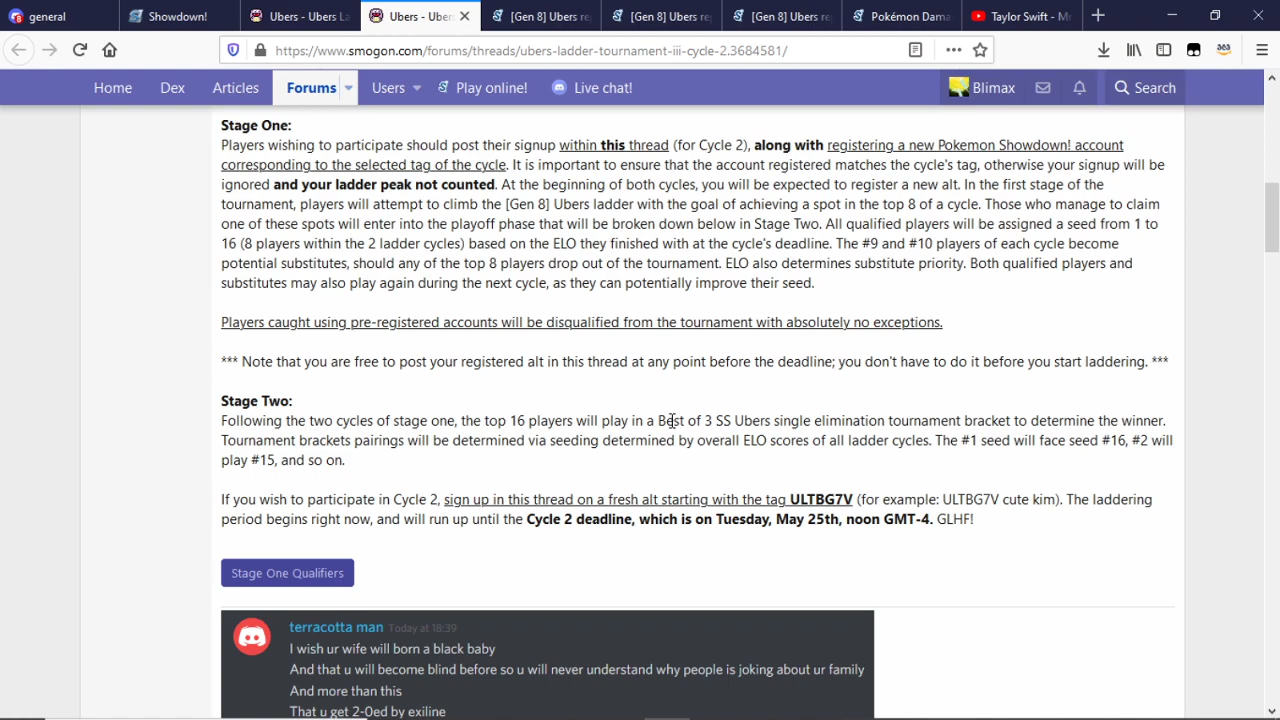 general
Showdown!
Ubers - Ubers La
Ubers - Uber
[Gen 8] Ubers re
[Gen 8] Ubers re
[Gen 8] Ubers re
Pokémon Dama
Taylor Swift - M
https://www.smogon.com/forums/threads/ubers-ladder-tournament-iii-cycle-2.3684581/
Home Dex Articles Forums Users Play online! Live chat! Blimax Search
Stage One:
Players wishing to participate should post their signup within this thread (for Cycle 2), along with registering a new Pokemon Showdown! account
corresponding to the selected tag of the cycle. It is important to ensure that the account registered matches the cycle's tag, otherwise your signup will be
ignored and your ladder peak not counted. At the beginning of both cycles, you will be expected to register a new alt. In the first stage of the
tournament, players will attempt to climb the [Gen 8] Ubers ladder with the goal of achieving a spot in the top 8 of a cycle. Those who manage to claim
one of these spots will enter into the playoff phase that will be broken down below in Stage Two. All qualified players will be assigned a seed from 1 to
16 (8 players within the 2 ladder cycles) based on the ELO they finished with at the cycle's deadline. The #9 and #10 players of each cycle become
potential substitutes, should any of the top 8 players drop out of the tournament. ELO also determines substitute priority. Both qualified players and
substitutes may also play again during the next cycle, as they can potentially improve their seed.
Players caught using pre-registered accounts will be disqualified from the tournament with absolutely no exceptions.
*** Note that you are free to post your registered alt in this thread at any point before the deadline; you don't have to do it before you start laddering. ***
Stage Two:
Following the two cycles of stage one, the top 16 players will play in a Best of 3 SS Ubers single elimination tournament bracket to determine the winner.
Tournament brackets pairings will be determined via seeding determined by overall ELO scores of all ladder cycles. The #1 seed will face seed #16, #2 will
play #15, and so on.
If you wish to participate in Cycle 2, sign up in this thread on a fresh alt starting with the tag ULTBG7V (for example: ULTBG7V cute kim). The laddering
period begins right now, and will run up until the Cycle 2 deadline, which is on Tuesday, May 25th, noon GMT-4. GLHF!
Stage One Qualifiers
terracotta man Today at 18:39
I wish ur wife will born a black baby
And that u will become blind before so u will never understand why people is joking about ur family
And more than this
That u get 2-0ed by exiline